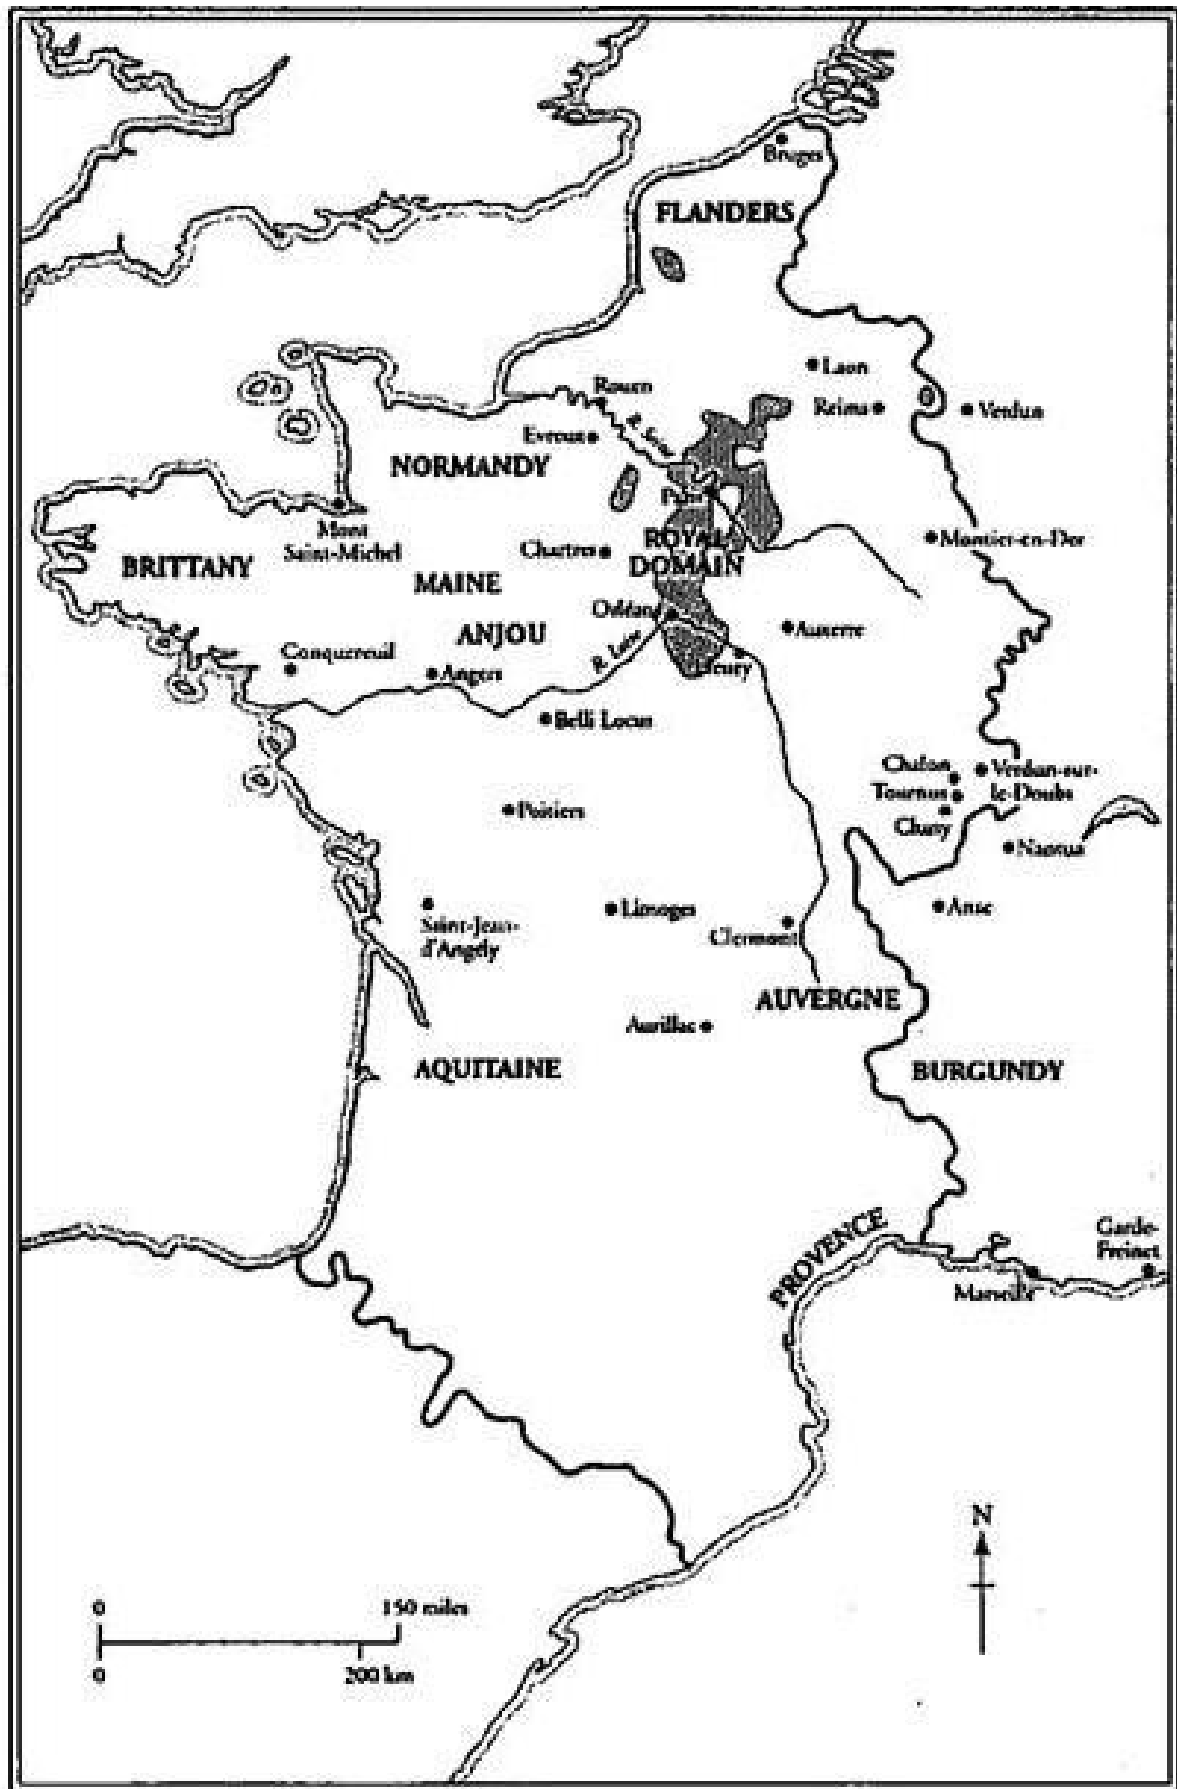 Bruges
FLANDERS
Laon
Rouen
Reims
Verdun
Evreux
R. Seine
NORMANDY
Paris
Mont
Saint-Michel
Chartres
ROYAL
DOMAIN
Montier-en-Der
BRITTANY
MAINE
Orléans
ANJOU
Auxerre
Conquereuil
R. Loire
Angers
Fleury
Belli Locus
Chalon
Verdun-sur-
le-Doubs
Tournus
Poitiers
Cluny
Nantua
Saint-Jean-
d'Angély
Limoges
Anse
Clermont
AUVERGNE
Aurillac
AQUITAINE
BURGUNDY
PROVENCE
Garde-
Freinet
Marseille
N
0
150 miles
0
200 km